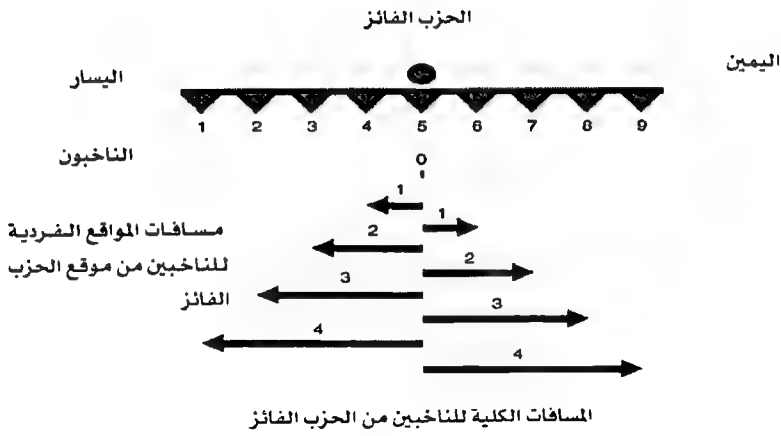 الحزب الفائز
اليمين
اليسار
1 2 3 4 5 6 7 8 9
الناخبون
0
1
1
مسافات المواقع الفردية
2
للناخبين من موقع الحزب
2
3
الفائز
3
4
4
المسافات الكلية للناخبين من الحزب الفائز